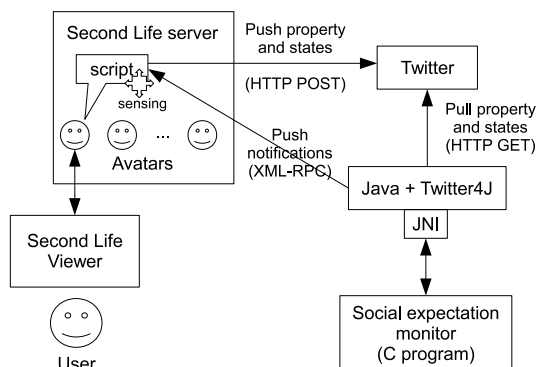 Second Life server
script
sensing
...
Avatars
Push property
and states
(HTTP POST)
Twitter
Pull property
and states
(HTTP GET)
Push
notifications
(XML-RPC)
Java + Twitter4J
JNI
Second Life
Viewer
User
Social expectation
monitor
(C program)